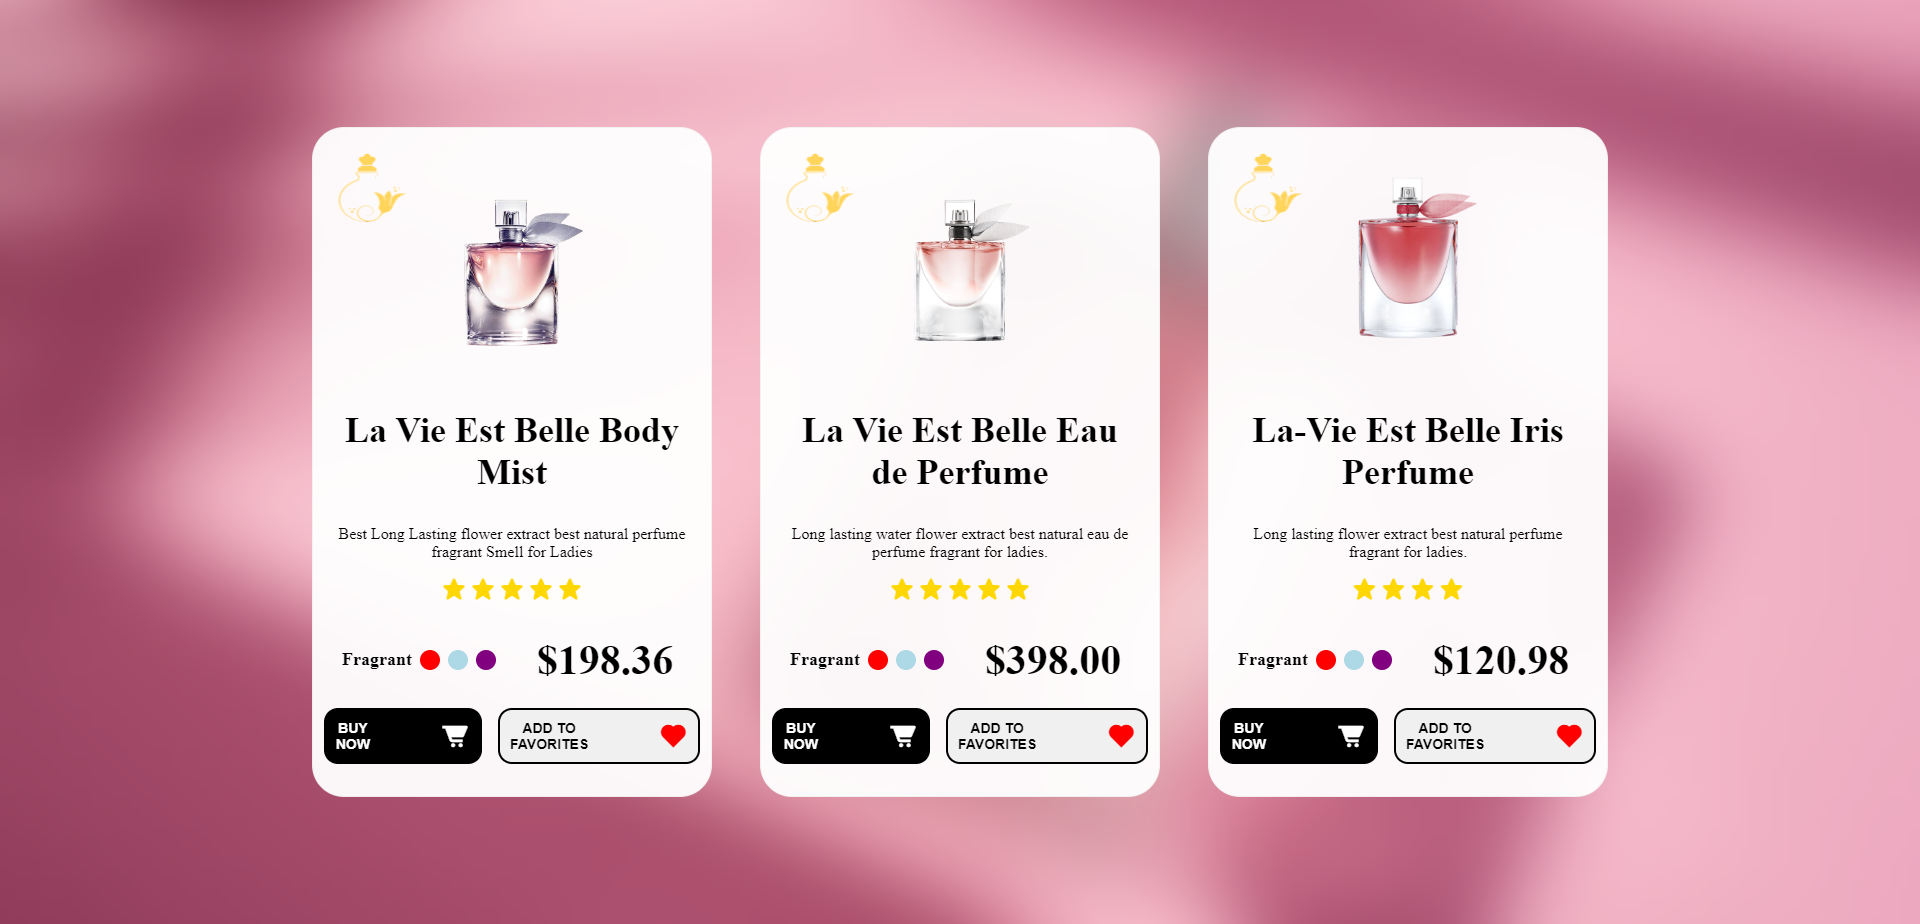 La Vie Est Belle Body
Mist
Best Long Lasting flower extract best natural perfume
fragrant Smell for Ladies
Fragrant
$198.36
BUY
NOW
ADD TO
FAVORITES
La Vie Est Belle Eau
de Perfume
Long lasting water flower extract best natural eau de
perfume fragrant for ladies.
Fragrant
$398.00
BUY
NOW
ADD TO
FAVORITES
La-Vie Est Belle Iris
Perfume
Long lasting flower extract best natural perfume
fragrant for ladies.
Fragrant
$120.98
BUY
NOW
ADD TO
FAVORITES